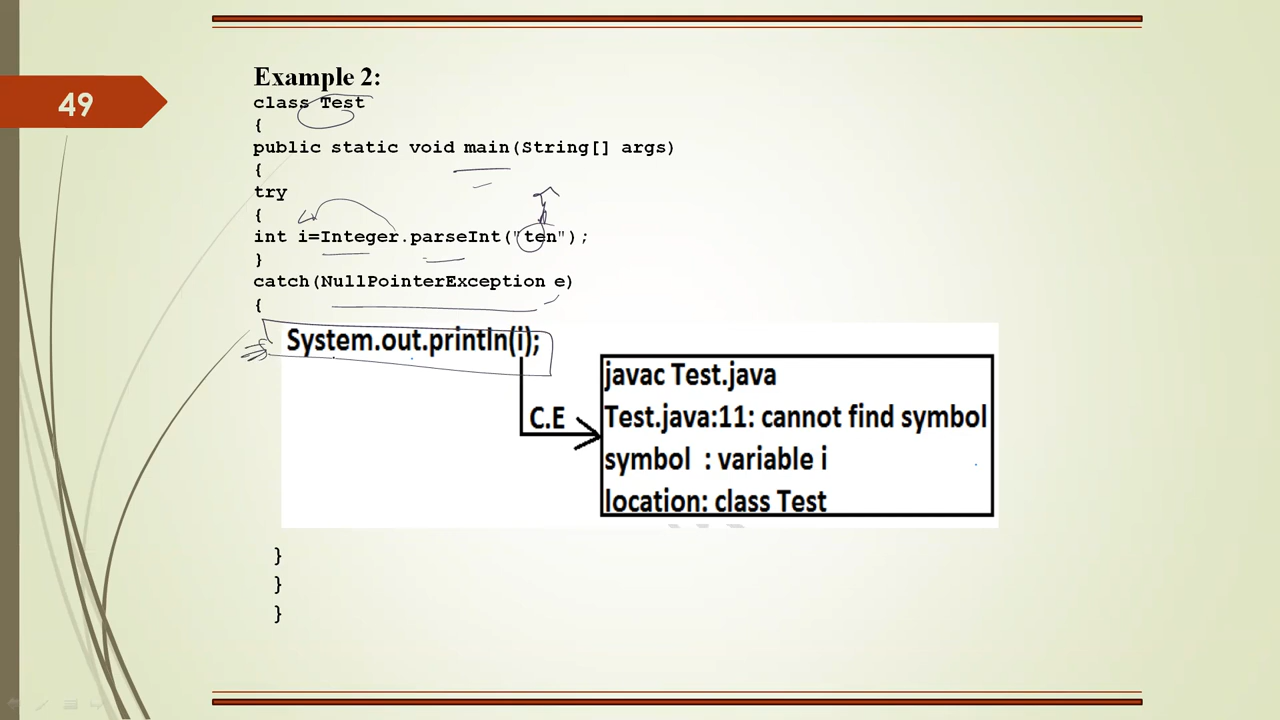 49
Example 2:
class Test
{
public static void main(String[] args)
{
try
{
int i=Integer.parseInt("ten");
}
catch(NullPointerException e)
{
System.out.println(i);
C.E
javac Test.java
Test.java:11: cannot find symbol
symbol : variable i
location: class Test
}
}
}